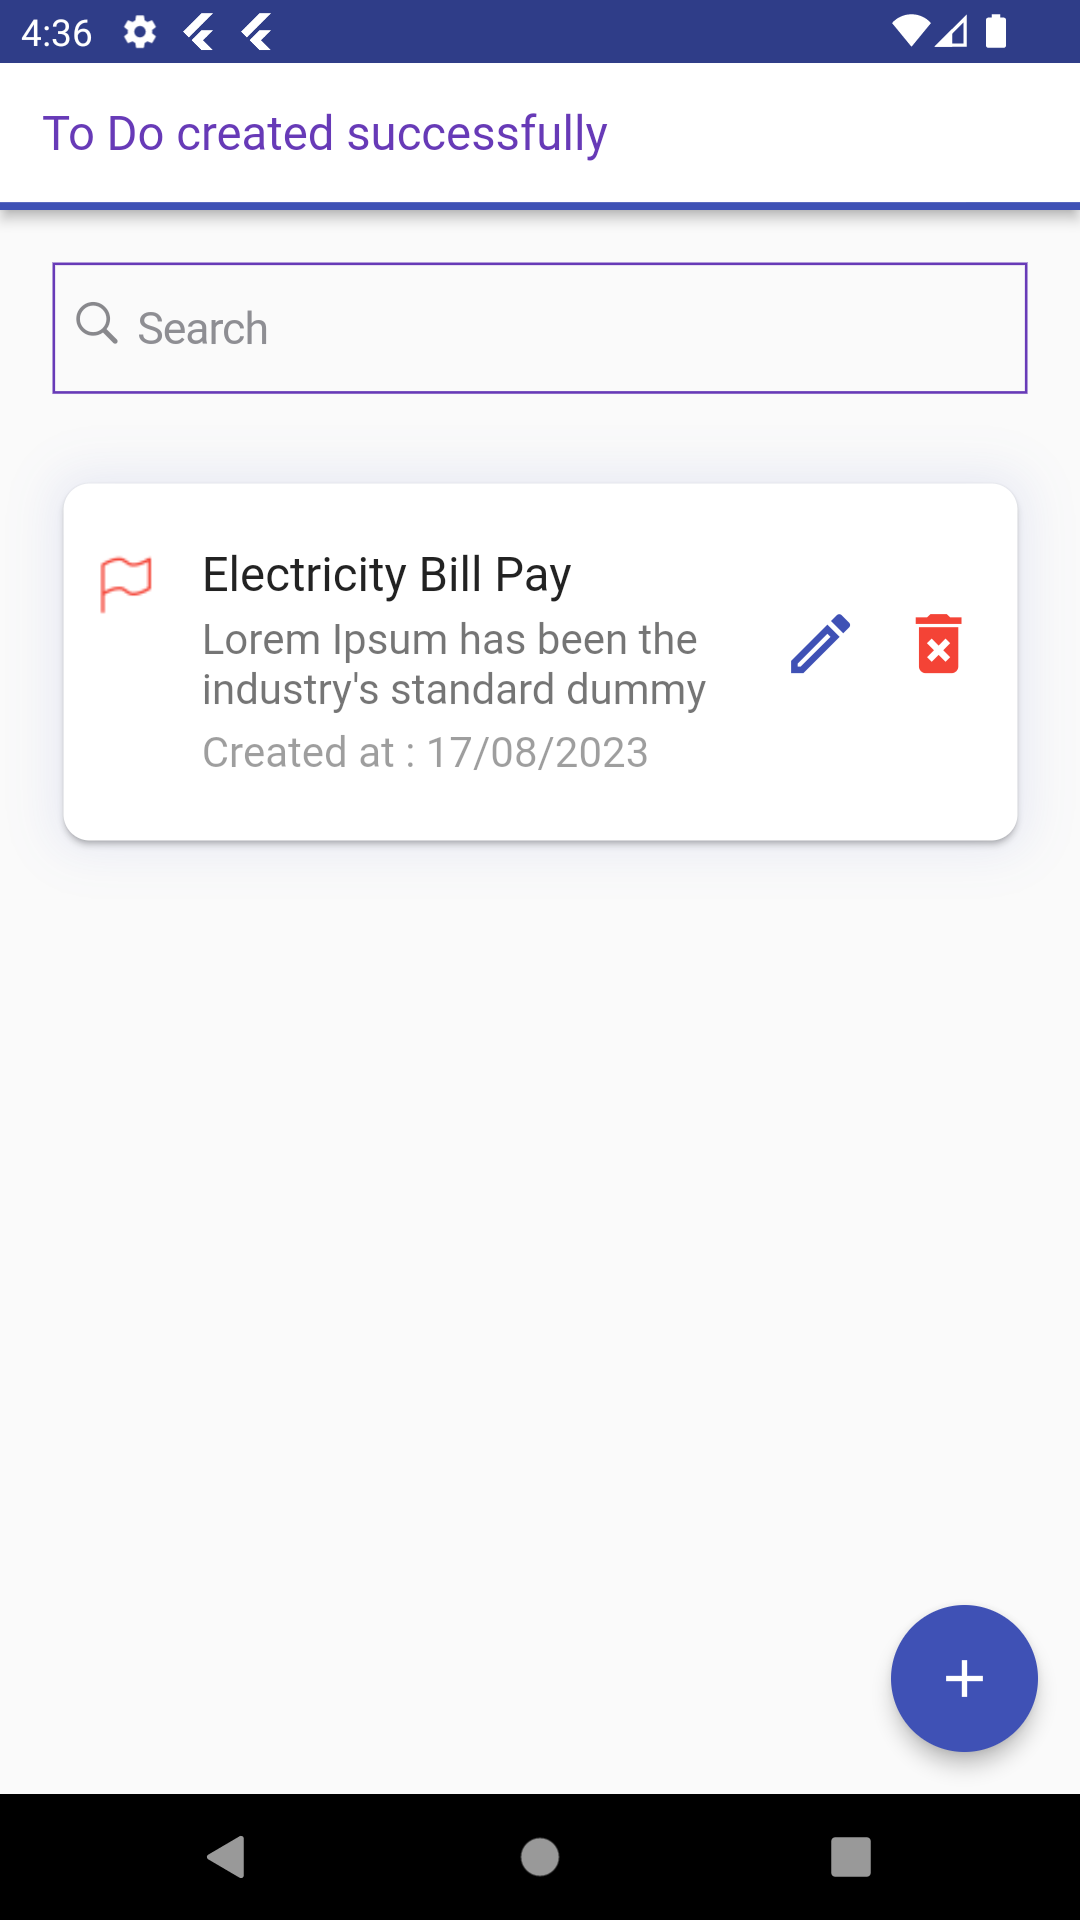 4:36
To Do created successfully
Search
Electricity Bill Pay
Lorem Ipsum has been the
industry's standard dummy
Created at : 17/08/2023